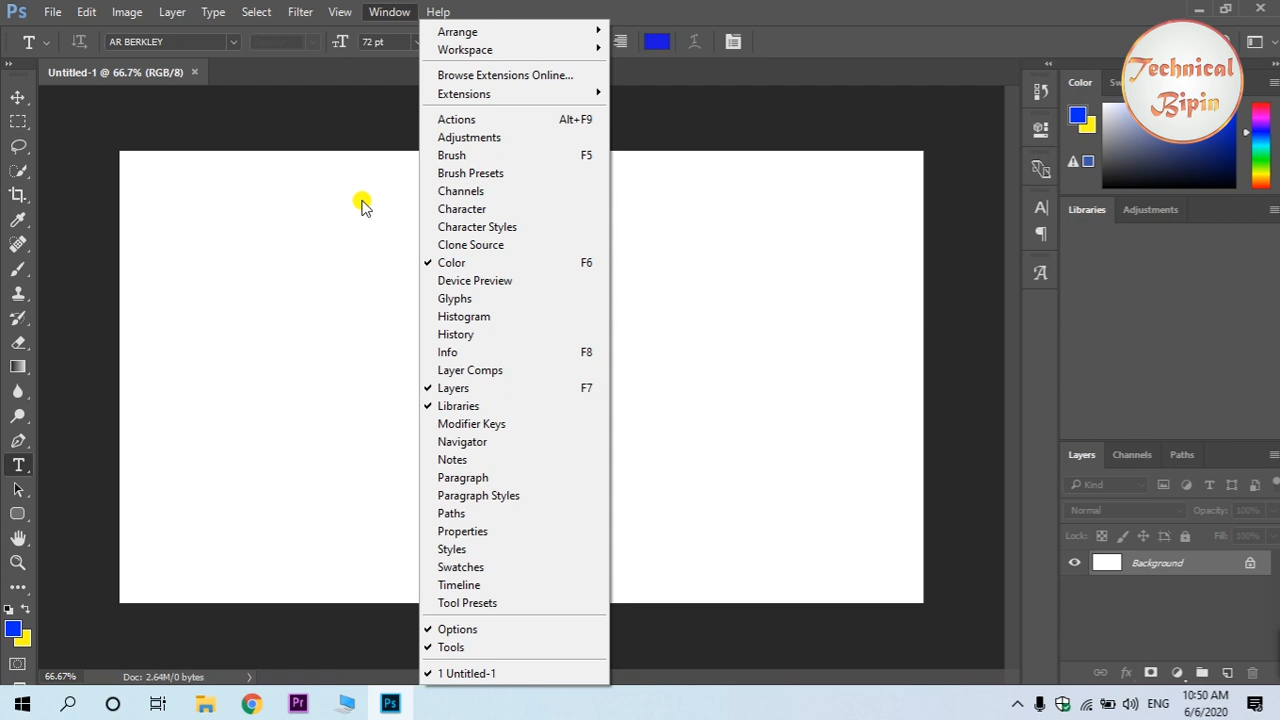 Ps File Edit Image Layer Type Select Filter View Window Help
T AR BERKLEY 72 pt
Untitled-1 @ 66.7% (RGB/8) ×
Arrange
Workspace
Browse Extensions Online...
Extensions
Actions Alt+F9
Adjustments
Brush F5
Brush Presets
Channels
Character
Character Styles
Clone Source
Color F6
Device Preview
Glyphs
Histogram
History
Info F8
Layer Comps
Layers F7
Libraries
Modifier Keys
Navigator
Notes
Paragraph
Paragraph Styles
Paths
Properties
Styles
Swatches
Timeline
Tool Presets
Options
Tools
1 Untitled-1
Technical
Bipin
Color
Libraries Adjustments
Layers Channels Paths
Kind
Normal Opacity: 100%
Lock: Fill: 100%
Background
66.67% Doc: 2.64M/0 bytes
Pr Ps
ENG
10:50 AM
6/6/2020